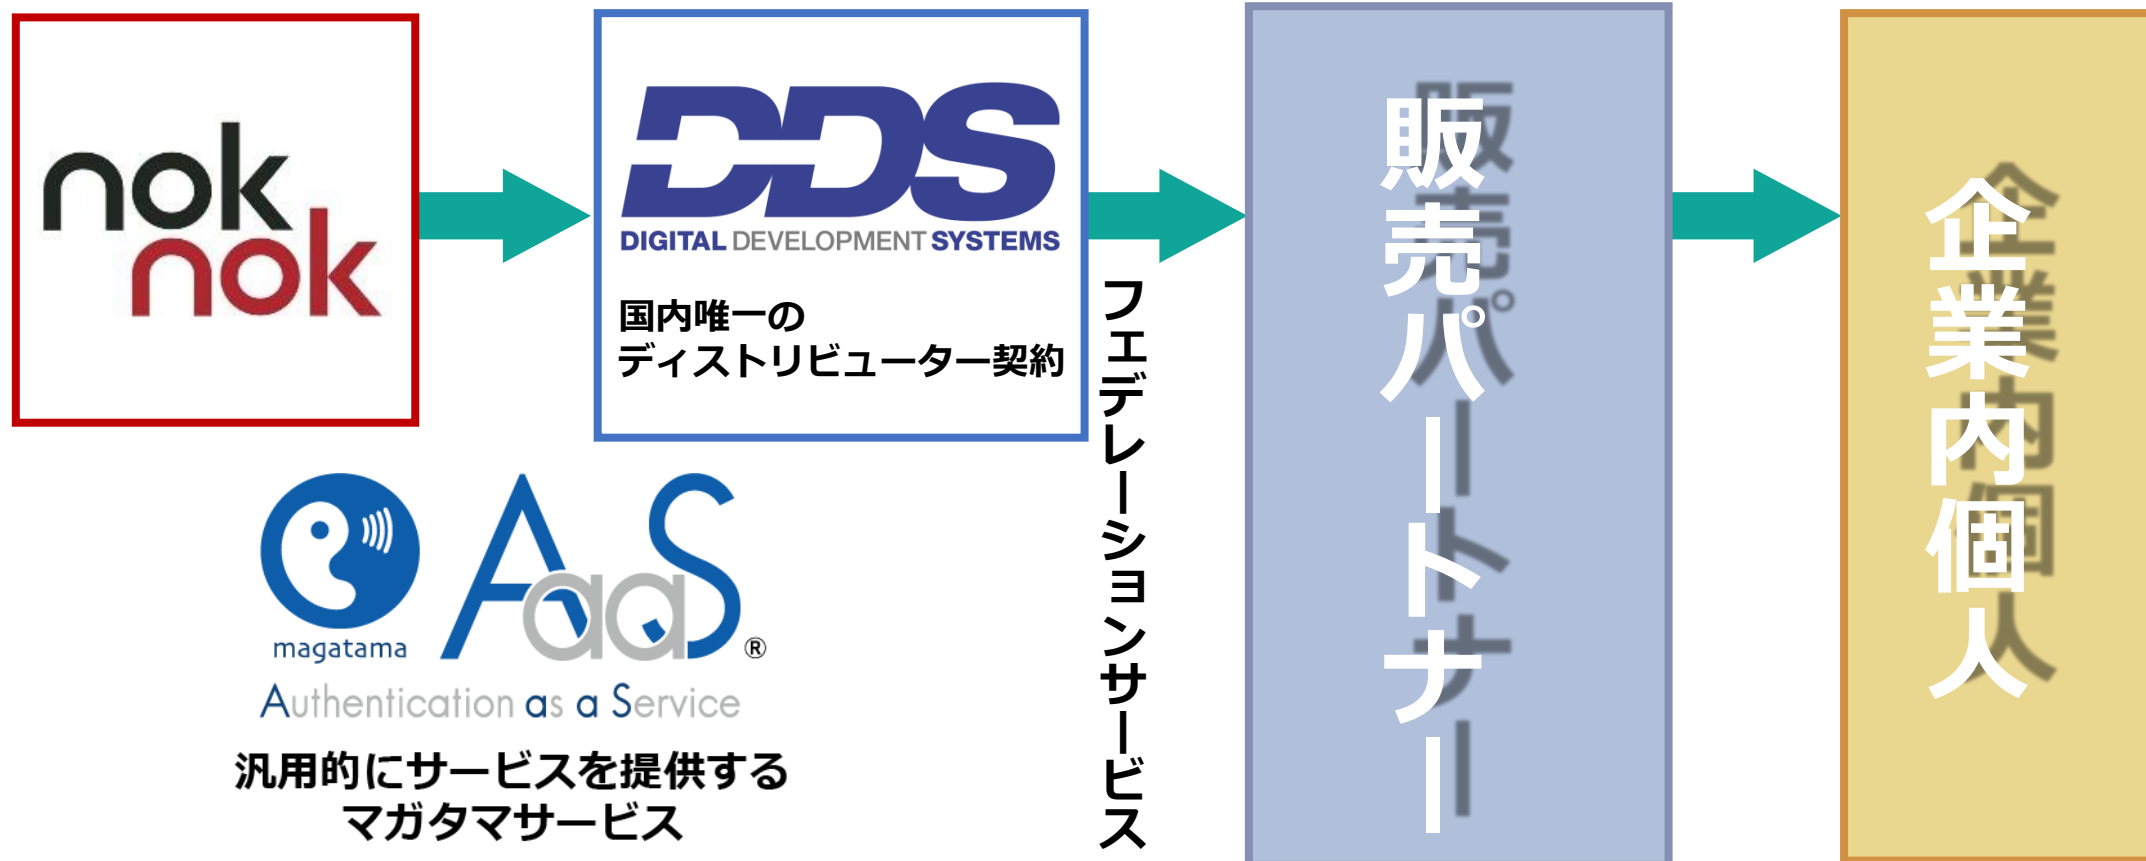 nok
nok
DDS
DIGITAL DEVELOPMENT SYSTEMS
国内唯一の
ディストリビューター契約
magatama
AaaS®
Authentication as a Service
汎用的にサービスを提供する
マガタマサービス
フェデレーションサービス
販売パートナー
企業内個人